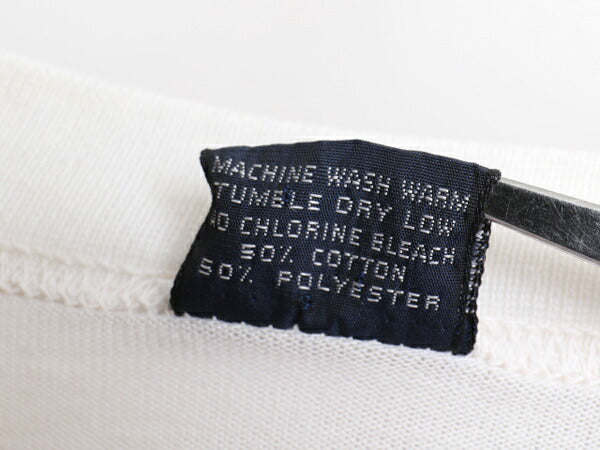 MACHINE WASH WARM
TUMBLE DRY LOW
NO CHLORINE BLEACH
50% COTTON
50% POLYESTER